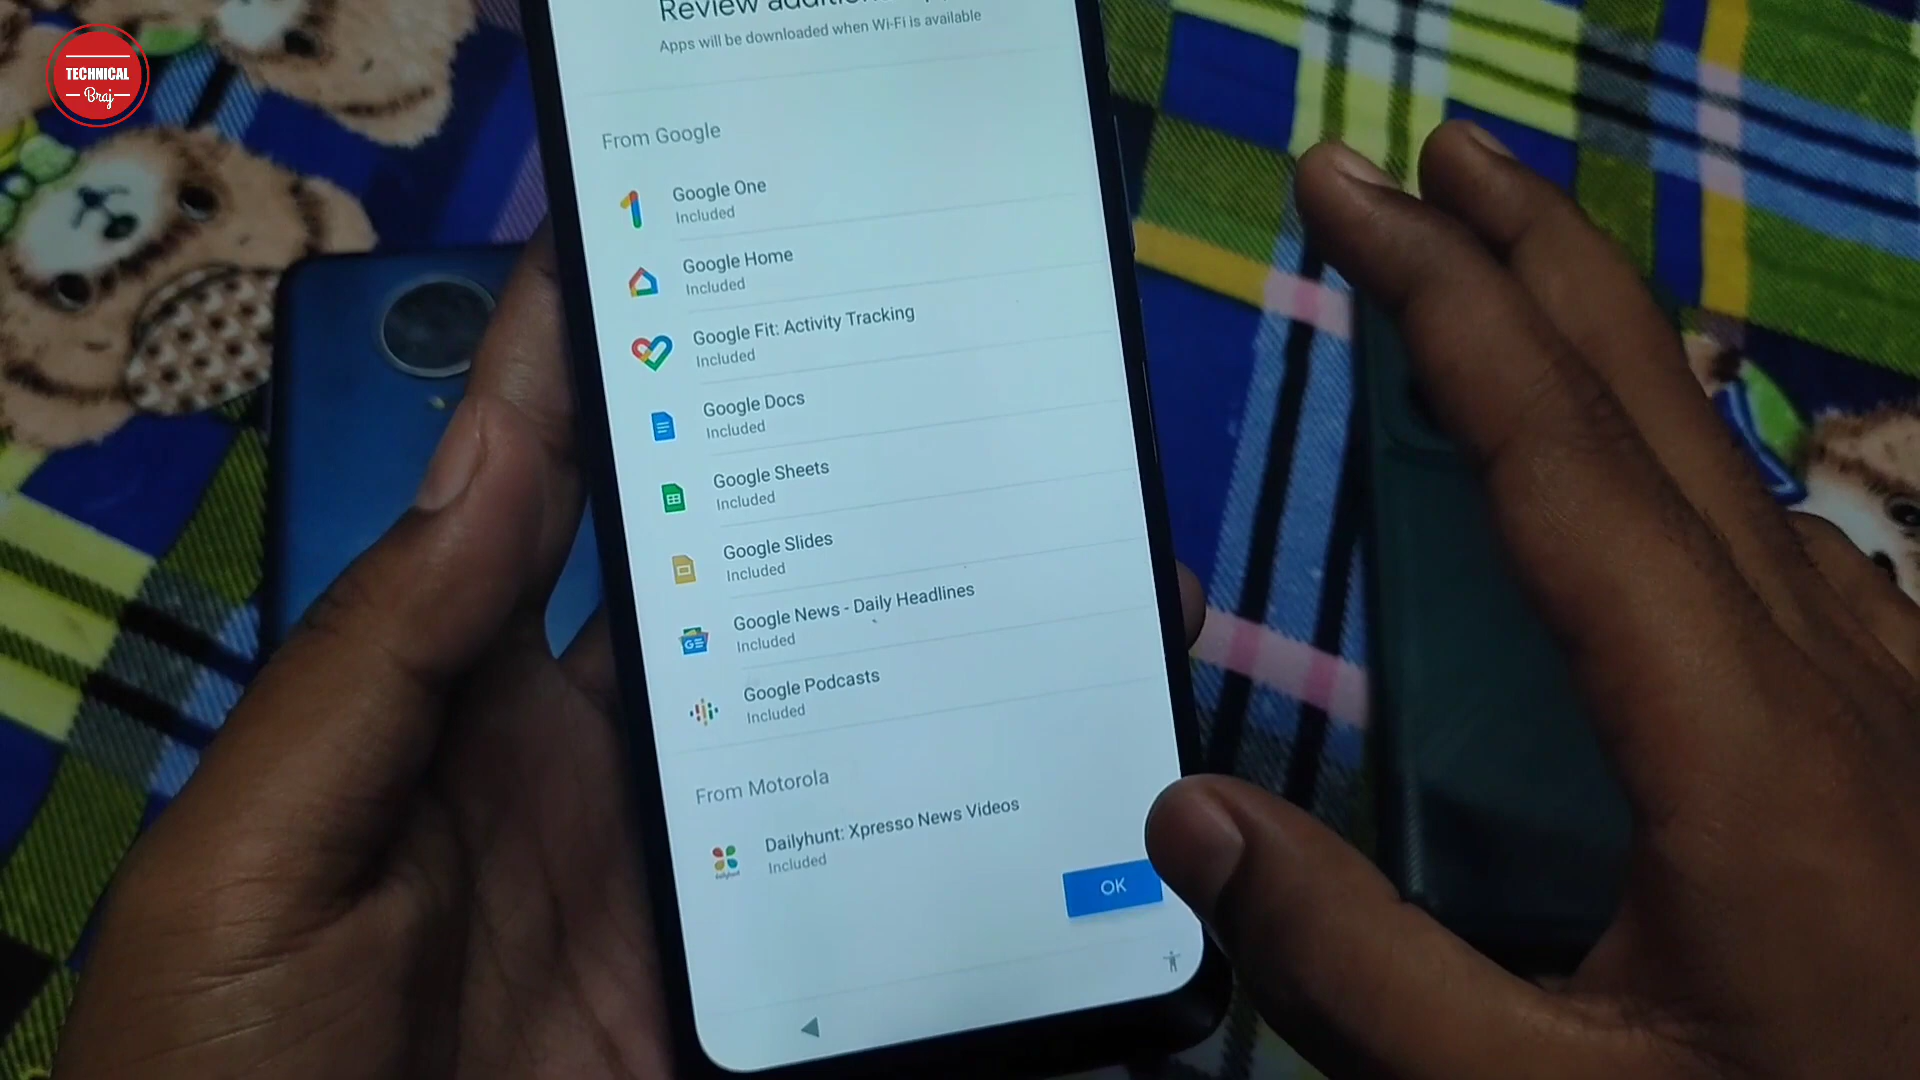 TECHNICAL
Braj
Review
Apps will be downloaded when Wi-Fi is available
From Google
Google One
Included
Google Home
Included
Google Fit: Activity Tracking
Included
Google Docs
Included
Google Sheets
Included
Google Slides
Included
Google News - Daily Headlines
Included
Google Podcasts
Included
From Motorola
Dailyhunt: Xpresso News Videos
Included
OK